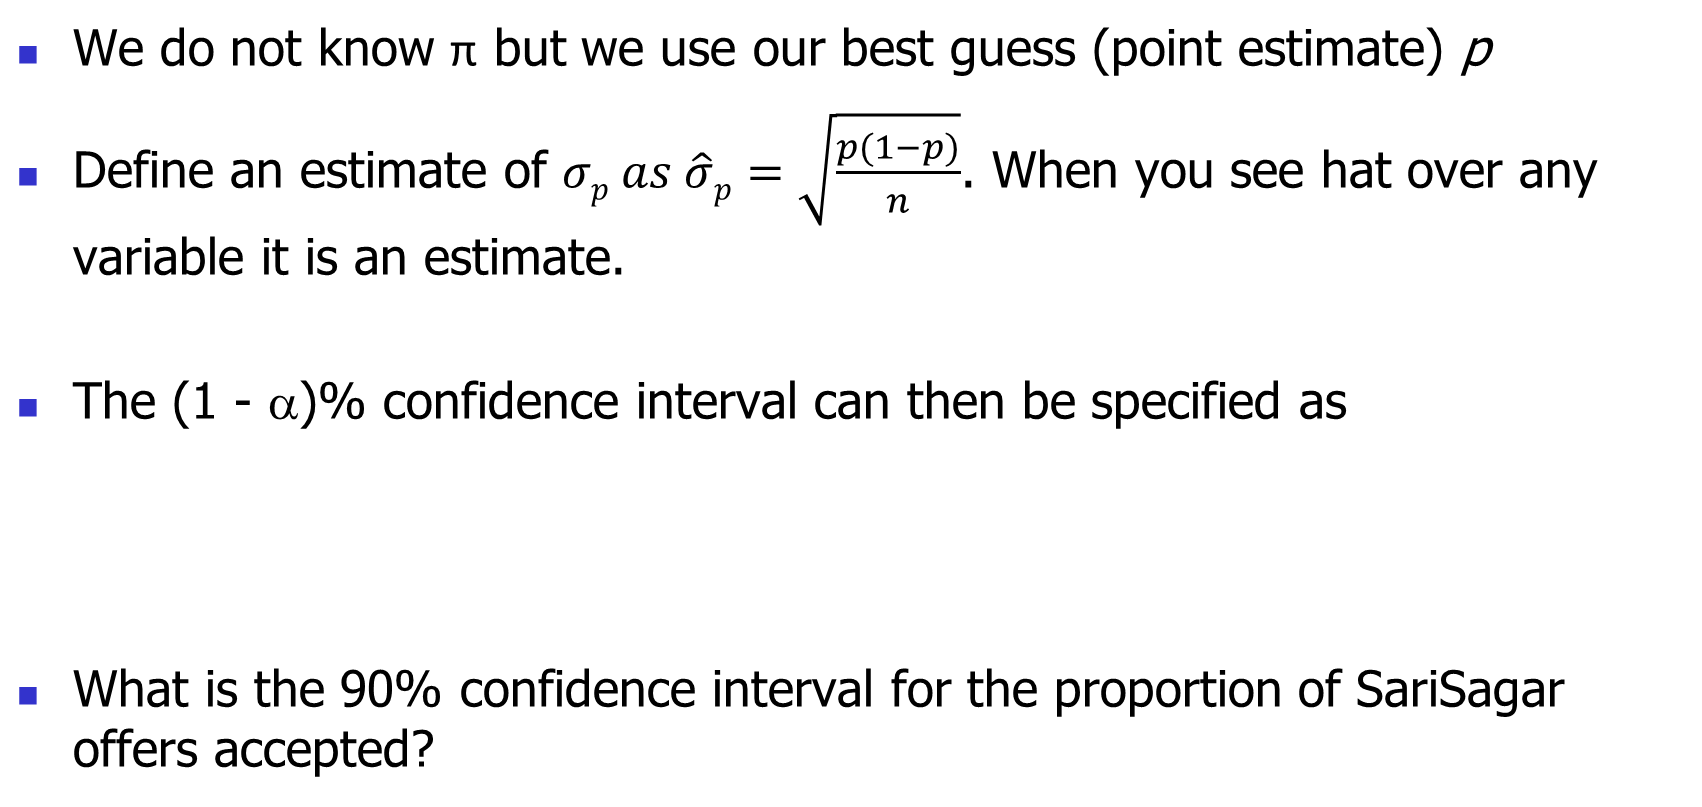 ▪ We do not know π but we use our best guess (point estimate) p
▪ Define an estimate of σ_p as σ̂_p = √(p(1−p)/n). When you see hat over any
variable it is an estimate.
▪ The (1 - α)% confidence interval can then be specified as
▪ What is the 90% confidence interval for the proportion of SariSagar
offers accepted?